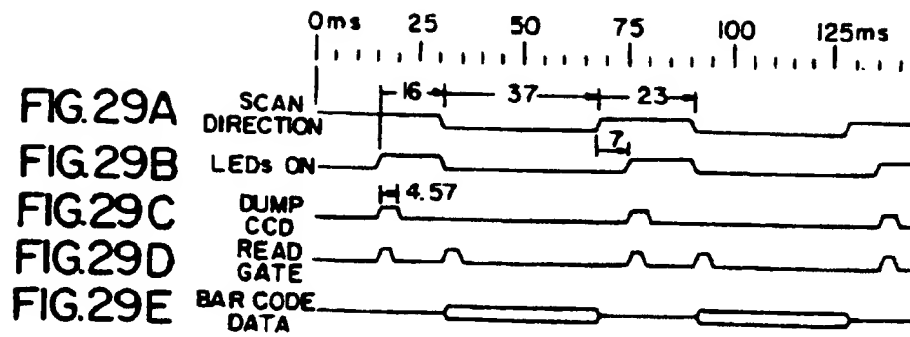 0ms 25 50 75 100 125ms
16 37 23
FIG.29A SCAN DIRECTION
7
FIG.29B LEDs ON
4.57
FIG.29C DUMP CCD
FIG.29D READ GATE
FIG.29E BAR CODE DATA